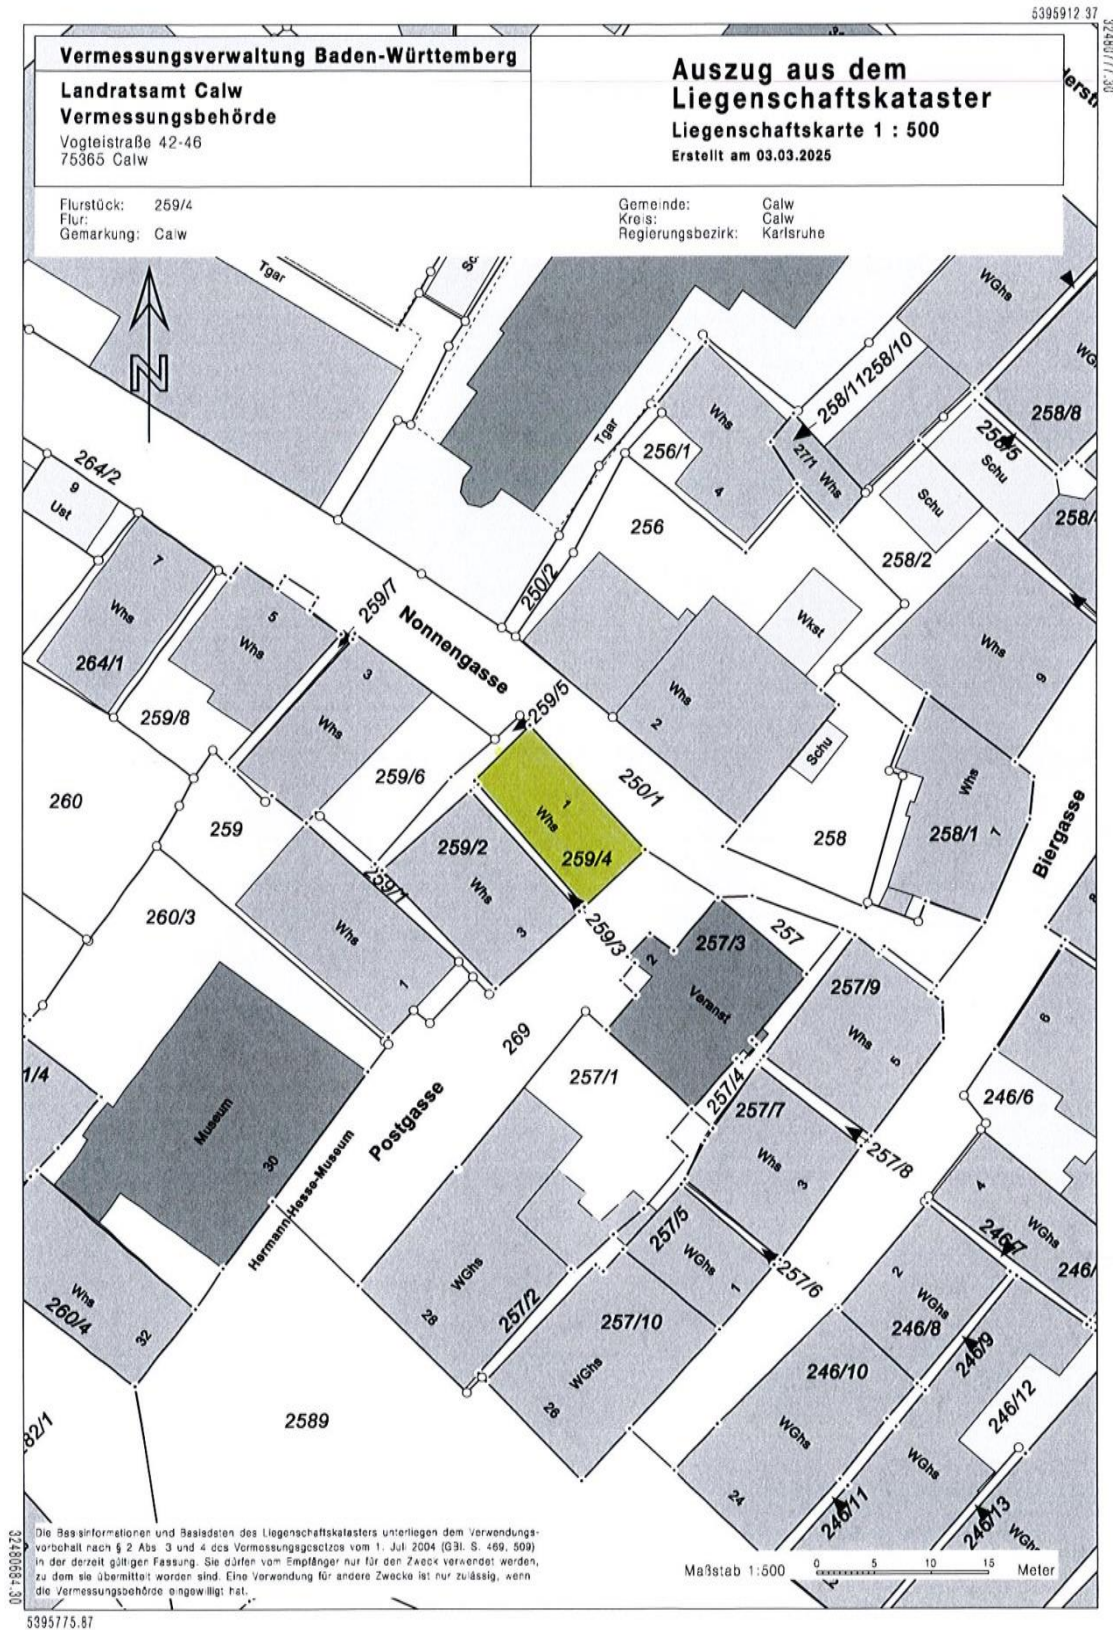 5395912.37
32480777.30
Vermessungsverwaltung Baden-Württemberg
Landratsamt Calw
Vermessungsbehörde
Vogteistraße 42-46
75365 Calw
Auszug aus dem
Liegenschaftskataster
Liegenschaftskarte 1 : 500
Erstellt am 03.03.2025
Flurstück: 259/4
Flur:
Gemarkung: Calw
Gemeinde: Calw
Kreis: Calw
Regierungsbezirk: Karlsruhe
Tgar
WGhs
N
258/11
258/10
258/8
Whs
4
Tgar
256/1
27/1
Whs
258/5
Schu
Schu
264/2
9
Ust
256
258/2
7
Whs
264/1
5
Whs
259/7
Nonnengasse
250/2
Wkst
Whs
9
3
Whs
259/8
259/5
Whs
2
Schu
259/6
250/1
260
259
1
Whs
259/4
259/2
Whs
3
258
Whs
258/1
7
Biergasse
8
259/1
260/3
Whs
1
259/3
257/3
2
Veranst
257
257/9
Whs
5
6
269
257/1
257/4
257/7
Whs
3
246/6
1/4
Museum
30
Hermann-Hesse-Museum
Postgasse
257/8
4
WGhs
246/7
257/5
WGhs
1
257/6
2
WGhs
246/8
WGhs
28
257/2
257/10
WGhs
26
Whs
260/4
32
246/9
246/10
WGhs
24
246/12
WGhs
2589
246/11
246/13
WGhs
Die Basisinformationen und Basisdaten des Liegenschaftskatasters unterliegen dem Verwendungs-
vorbehalt nach § 2 Abs. 3 und 4 des Vermessungsgesetzes vom 1. Juli 2004 (GBl. S. 469, 509)
in der derzeit gültigen Fassung. Sie dürfen vom Empfänger nur für den Zweck verwendet werden,
zu dem sie übermittelt worden sind. Eine Verwendung für andere Zwecke ist nur zulässig, wenn
die Vermessungsbehörde eingewilligt hat.
Maßstab 1:500
0 5 10 15 Meter
32480684.30
5395775.87